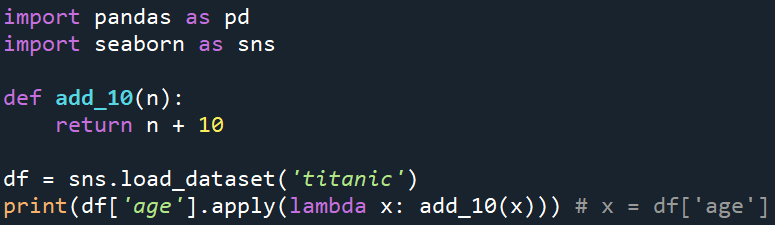 import pandas as pd
import seaborn as sns
def add_10(n):
    return n + 10
df = sns.load_dataset('titanic')
print(df['age'].apply(lambda x: add_10(x))) # x = df['age']